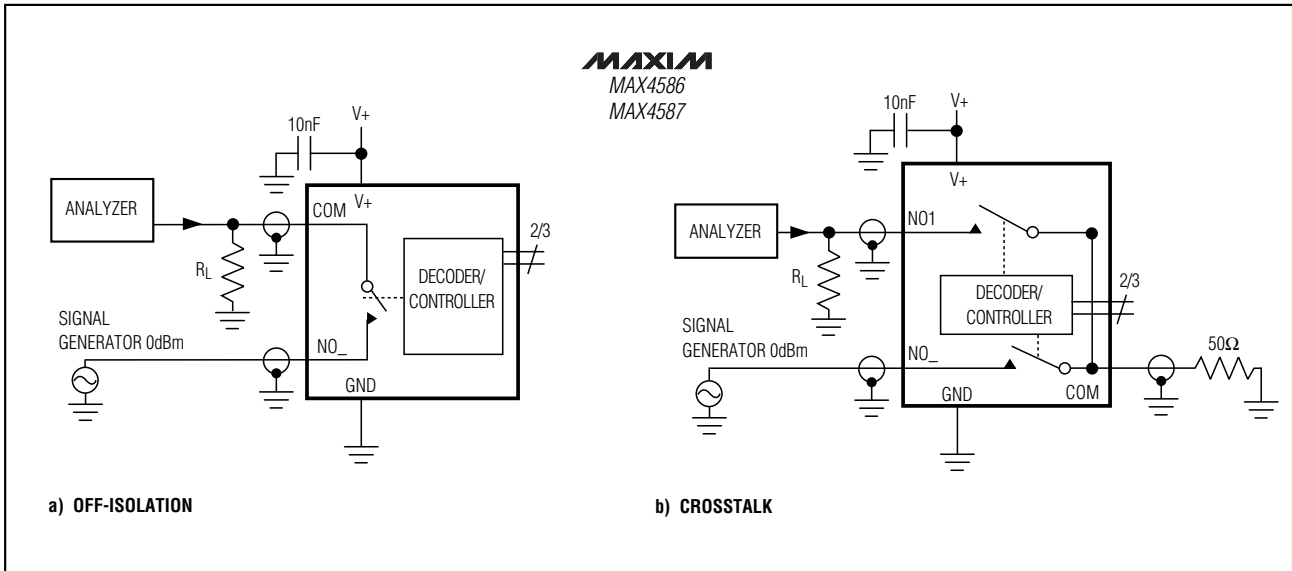 MAXIM
MAX4586
MAX4587
10nF
V+
V+
ANALYZER
COM
2/3
RL
DECODER/
CONTROLLER
SIGNAL
GENERATOR 0dBm
NO_
GND
a) OFF-ISOLATION
10nF
V+
V+
ANALYZER
NO1
RL
DECODER/
CONTROLLER
2/3
SIGNAL
GENERATOR 0dBm
NO_
50Ω
COM
GND
b) CROSSTALK